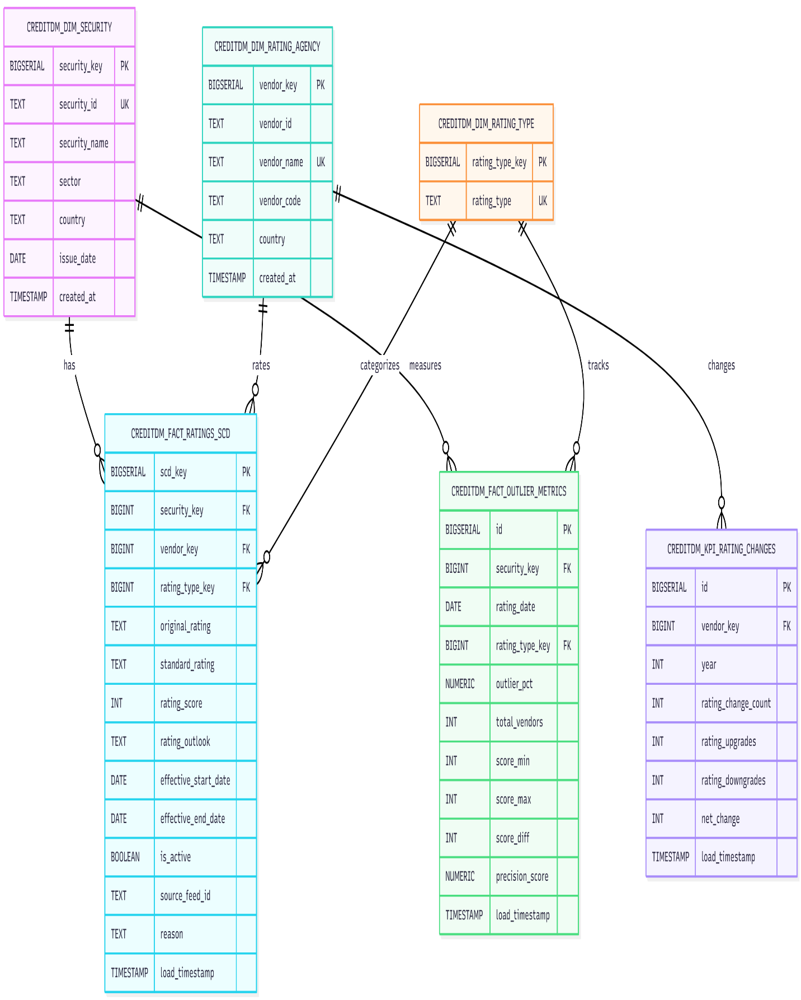 CREDITDM_DIM_SECURITY
BIGSERIAL security_key PK
TEXT security_id UK
TEXT security_name
TEXT sector
TEXT country
DATE issue_date
TIMESTAMP created_at
CREDITDM_DIM_RATING_AGENCY
BIGSERIAL vendor_key PK
TEXT vendor_id
TEXT vendor_name UK
TEXT vendor_code
TEXT country
TIMESTAMP created_at
CREDITDM_DIM_RATING_TYPE
BIGSERIAL rating_type_key PK
TEXT rating_type UK
has
rates
categorizes
measures
tracks
changes
CREDITDM_FACT_RATINGS_SCD
BIGSERIAL scd_key PK
BIGINT security_key FK
BIGINT vendor_key FK
BIGINT rating_type_key FK
TEXT original_rating
TEXT standard_rating
INT rating_score
TEXT rating_outlook
DATE effective_start_date
DATE effective_end_date
BOOLEAN is_active
TEXT source_feed_id
TEXT reason
TIMESTAMP load_timestamp
CREDITDM_FACT_OUTLIER_METRICS
BIGSERIAL id PK
BIGINT security_key FK
DATE rating_date
BIGINT rating_type_key FK
NUMERIC outlier_pct
INT total_vendors
INT score_min
INT score_max
INT score_diff
NUMERIC precision_score
TIMESTAMP load_timestamp
CREDITDM_KPI_RATING_CHANGES
BIGSERIAL id PK
BIGINT vendor_key FK
INT year
INT rating_change_count
INT rating_upgrades
INT rating_downgrades
INT net_change
TIMESTAMP load_timestamp